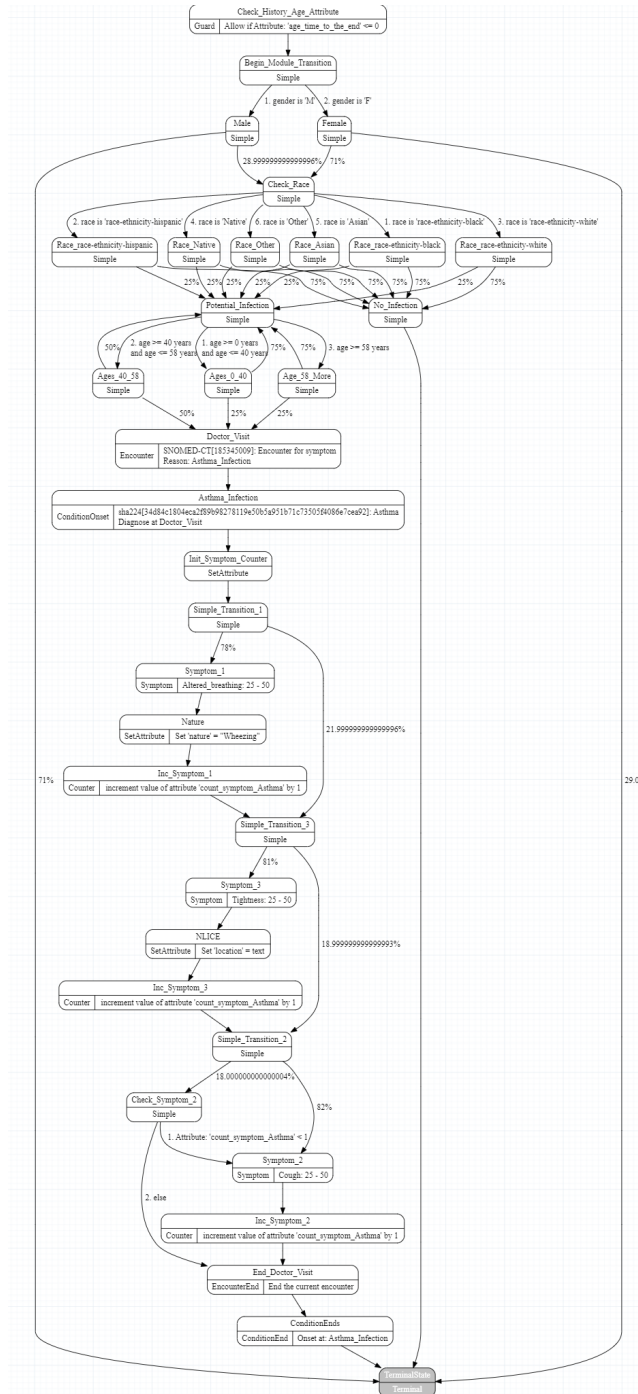 Check_History_Age_Attribute
Guard Allow if Attribute: 'age_time_to_the_end' <= 0
Begin_Module_Transition
Simple
1. gender is 'M' 2. gender is 'F'
Male Female
Simple Simple
28.999999999999996% 71%
Check_Race
Simple
2. race is 'race-ethnicity-hispanic' 4. race is 'Native' 6. race is 'Other' 5. race is 'Asian' 1. race is 'race-ethnicity-black' 3. race is 'race-ethnicity-white'
Race_race-ethnicity-hispanic Race_Native Race_Other Race_Asian Race_race-ethnicity-black Race_race-ethnicity-white
Simple Simple Simple Simple Simple Simple
25% 25% 25% 25% 25% 75% 75% 75% 75% 75% 25% 75%
Potential_Infection No_Infection
Simple Simple
50% 2. age >= 40 years and age <= 58 years 1. age >= 0 years and age <= 40 years 75% 75% 3. age >= 58 years
Ages_40_58 Ages_0_40 Age_58_More
Simple Simple Simple
50% 25% 25%
Doctor_Visit
Encounter SNOMED-CT[185345009]: Encounter for symptom
Reason: Asthma_Infection
Asthma_Infection
ConditionOnset sha224[34d84c1804eca2f89b98278119e50b5a951b71c73505f4086e7cea92]: Asthma
Diagnose at Doctor_Visit
Init_Symptom_Counter
SetAttribute
Simple_Transition_1
Simple
78%
Symptom_1
Symptom Altered_breathing: 25 - 50
Nature
SetAttribute Set 'nature' = "Wheezing"
21.999999999999996%
Inc_Symptom_1
71%
Counter increment value of attribute 'count_symptom_Asthma' by 1
29.0
Simple_Transition_3
Simple
81%
Symptom_3
Symptom Tightness: 25 - 50
NLICE
SetAttribute Set 'location' = text
18.999999999999993%
Inc_Symptom_3
Counter increment value of attribute 'count_symptom_Asthma' by 1
Simple_Transition_2
Simple
18.000000000000004%
Check_Symptom_2
Simple
82%
1. Attribute: 'count_symptom_Asthma' < 1
Symptom_2
Symptom Cough: 25 - 50
2. else
Inc_Symptom_2
Counter increment value of attribute 'count_symptom_Asthma' by 1
End_Doctor_Visit
EncounterEnd End the current encounter
ConditionEnds
ConditionEnd Onset at: Asthma_Infection
TerminalState
Terminal